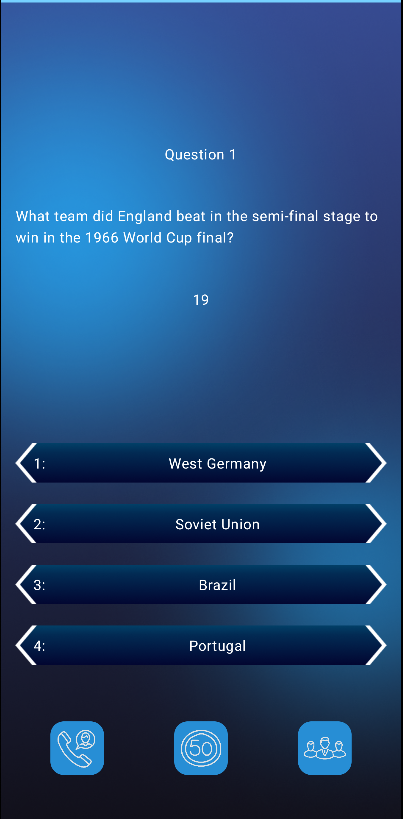 Question 1
What team did England beat in the semi-final stage to
win in the 1966 World Cup final?
19
1: West Germany
2: Soviet Union
3: Brazil
4: Portugal
50